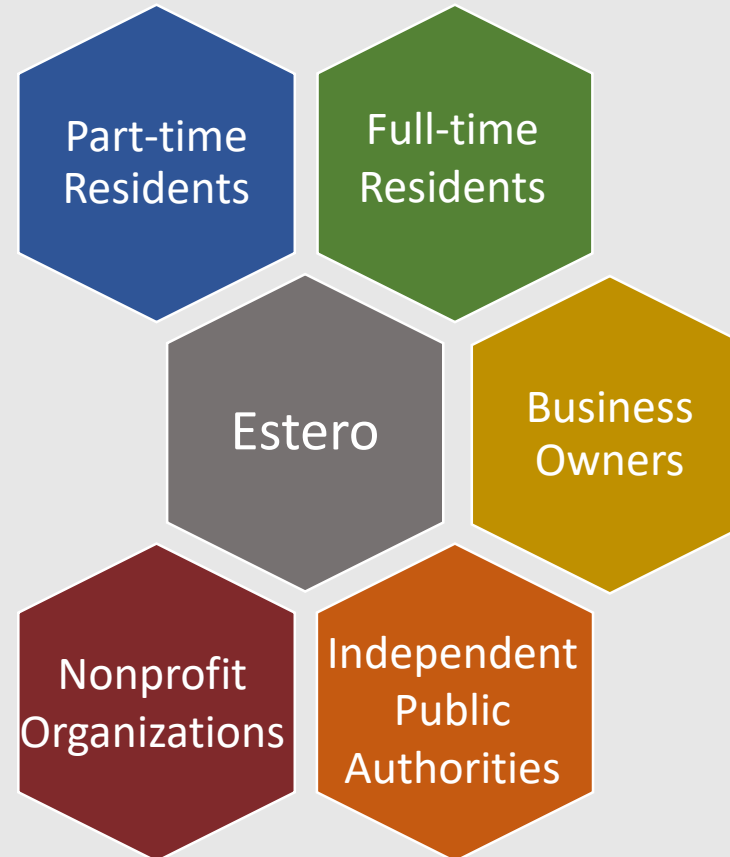 Part-time
Residents
Full-time
Residents
Estero
Business
Owners
Nonprofit
Organizations
Independent
Public
Authorities